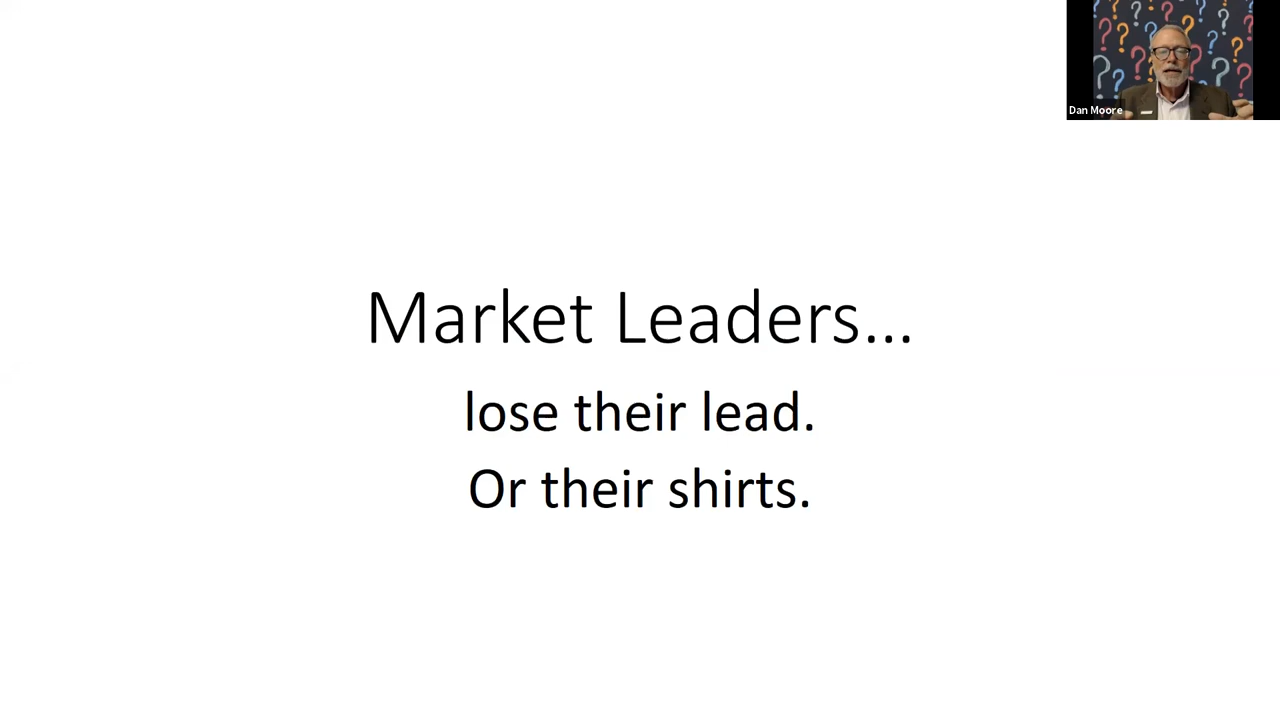 Dan Moore
Market Leaders...
lose their lead.
Or their shirts.